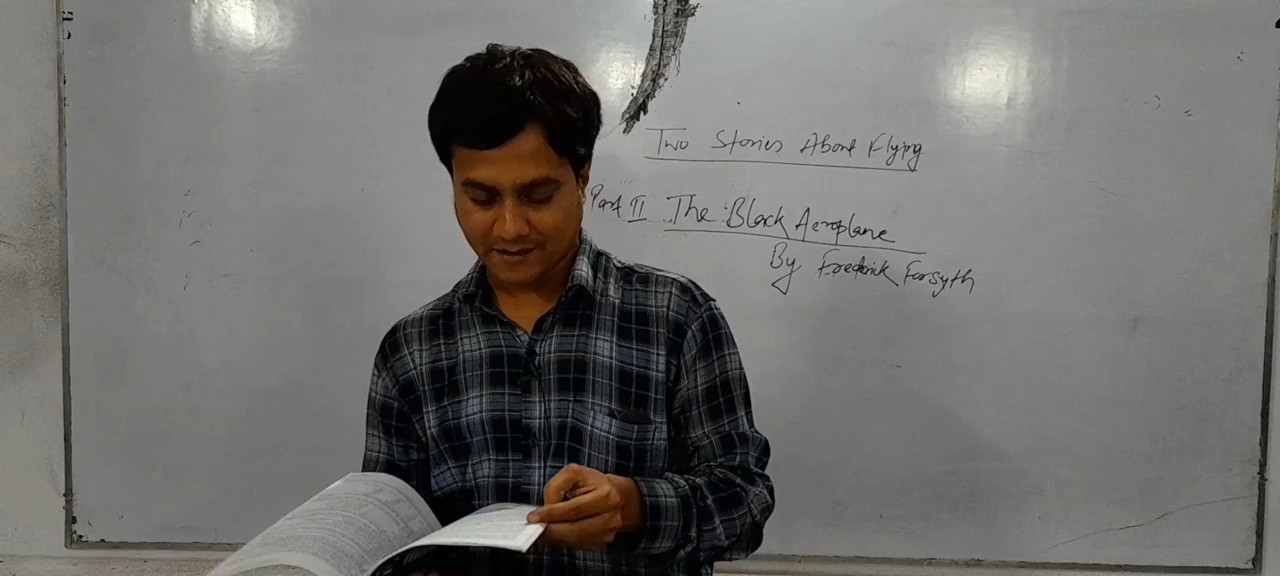 Two Stories About Flying
Part II The Black Aeroplane
By Frederick Forsyth